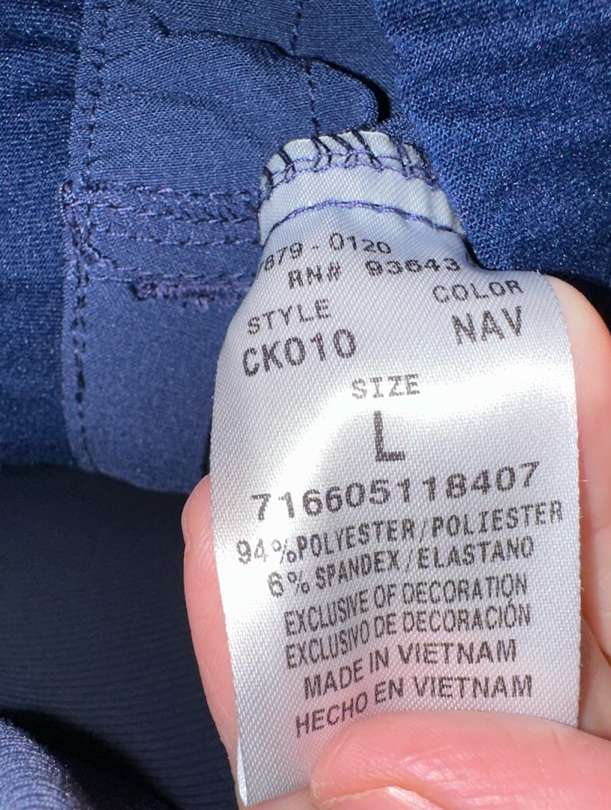 879-0120
RN# 93643
STYLE COLOR
CK010 NAV
SIZE
L
716605118407
94%POLYESTER/POLIESTER
6% SPANDEX/ELASTANO
EXCLUSIVE OF DECORATION
EXCLUSIVO DE DECORACIÓN
MADE IN VIETNAM
HECHO EN VIETNAM